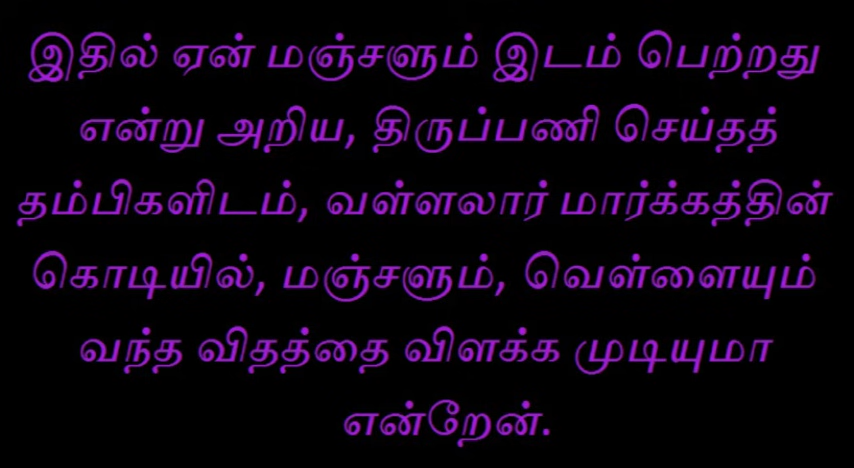 இதில் ஏன் மஞ்சளும் இடம் பெற்றது
என்று அறிய, திருப்பணி செய்தத்
தம்பிகளிடம், வள்ளலார் மார்க்கத்தின்
கொடியில், மஞ்சளும், வெள்ளையும்
வந்த விதத்தை விளக்க முடியுமா
என்றேன்.